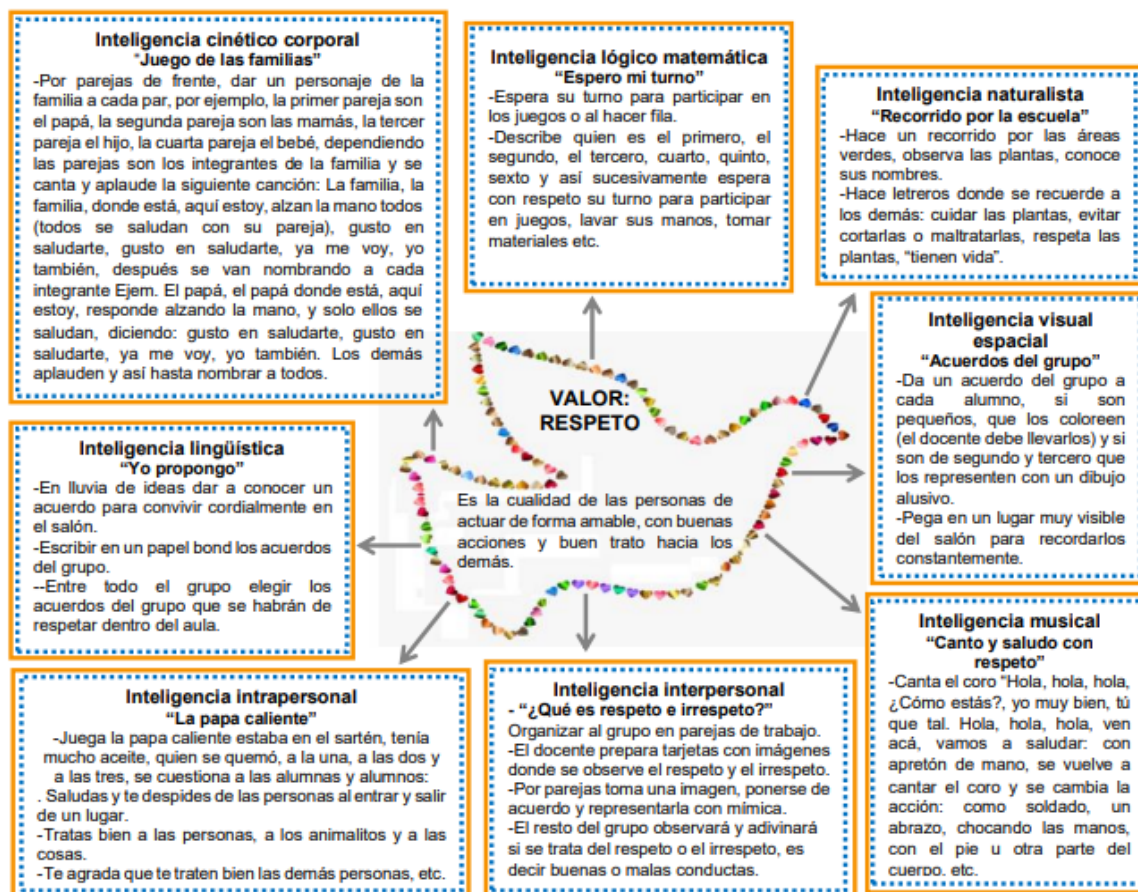 Inteligencia cinético corporal
"Juego de las familias"
-Por parejas de frente, dar un personaje de la
familia a cada par, por ejemplo, la primer pareja son
el papá, la segunda pareja son las mamás, la tercer
pareja el hijo, la cuarta pareja el bebé, dependiendo
las parejas son los integrantes de la familia y se
canta y aplaude la siguiente canción: La familia, la
familia, donde está, aquí estoy, alzan la mano todos
(todos se saludan con su pareja), gusto en
saludarte, gusto en saludarte, ya me voy, yo
también, después se van nombrando a cada
integrante Ejem. El papá, el papá donde está, aquí
estoy, responde alzando la mano, y solo ellos se
saludan, diciendo: gusto en saludarte, gusto en
saludarte, ya me voy, yo también. Los demás
aplauden y así hasta nombrar a todos.
Inteligencia lógico matemática
"Espero mi turno"
-Espera su turno para participar en
los juegos o al hacer fila.
-Describe quien es el primero, el
segundo, el tercero, cuarto, quinto,
sexto y así sucesivamente espera
con respeto su turno para participar
en juegos, lavar sus manos, tomar
materiales etc.
Inteligencia naturalista
"Recorrido por la escuela"
-Hace un recorrido por las áreas
verdes, observa las plantas, conoce
sus nombres.
-Hace letreros donde se recuerde a
los demás: cuidar las plantas, evitar
cortarlas o maltratarlas, respeta las
plantas, "tienen vida".
Inteligencia visual
espacial
"Acuerdos del grupo"
-Da un acuerdo del grupo a
cada alumno, si son
pequeños, que los coloreen
(el docente debe llevarlos) y si
son de segundo y tercero que
los representen con un dibujo
alusivo.
-Pega en un lugar muy visible
del salón para recordarlos
constantemente.
VALOR:
RESPETO
Es la cualidad de las personas de
actuar de forma amable, con buenas
acciones y buen trato hacia los
demás.
Inteligencia lingüística
"Yo propongo"
-En lluvia de ideas dar a conocer un
acuerdo para convivir cordialmente en
el salón.
-Escribir en un papel bond los acuerdos
del grupo.
--Entre todo el grupo elegir los
acuerdos del grupo que se habrán de
respetar dentro del aula.
Inteligencia intrapersonal
"La papa caliente"
-Juega la papa caliente estaba en el sartén, tenía
mucho aceite, quien se quemó, a la una, a las dos y
a las tres, se cuestiona a las alumnas y alumnos:
. Saludas y te despides de las personas al entrar y salir
de un lugar.
-Tratas bien a las personas, a los animalitos y a las
cosas.
-Te agrada que te traten bien las demás personas, etc.
Inteligencia interpersonal
- "¿Qué es respeto e irrespeto?"
Organizar al grupo en parejas de trabajo.
-El docente prepara tarjetas con imágenes
donde se observe el respeto y el irrespeto.
-Por parejas toma una imagen, ponerse de
acuerdo y representarla con mímica.
-El resto del grupo observará y adivinará
si se trata del respeto o el irrespeto, es
decir buenas o malas conductas.
Inteligencia musical
"Canto y saludo con
respeto"
-Canta el coro "Hola, hola, hola,
¿Cómo estás?, yo muy bien, tú
que tal. Hola, hola, hola, ven
acá, vamos a saludar: con
apretón de mano, se vuelve a
cantar el coro y se cambia la
acción: como soldado, un
abrazo, chocando las manos,
con el pie u otra parte del
cuerpo. etc.